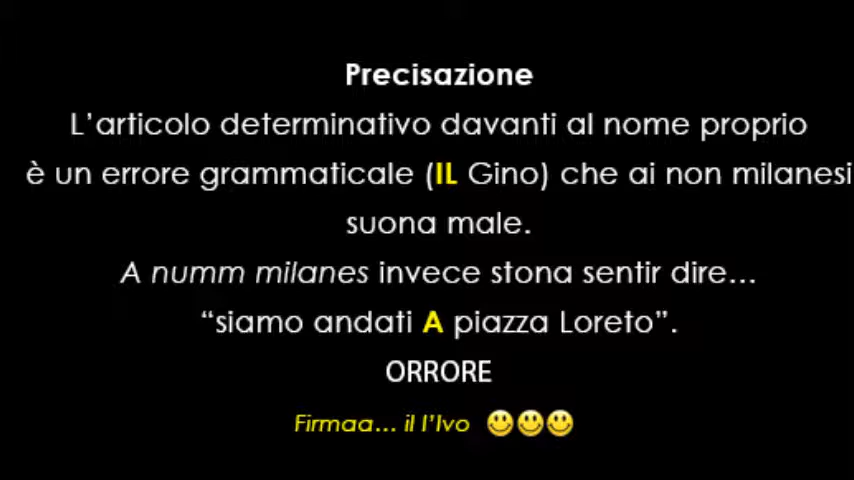 Precisazione
L’articolo determinativo davanti al nome proprio
è un errore grammaticale (IL Gino) che ai non milanesi
suona male.
A numm milanes invece stona sentir dire…
“siamo andati A piazza Loreto”.
ORRORE
Firmaa… il l’Ivo